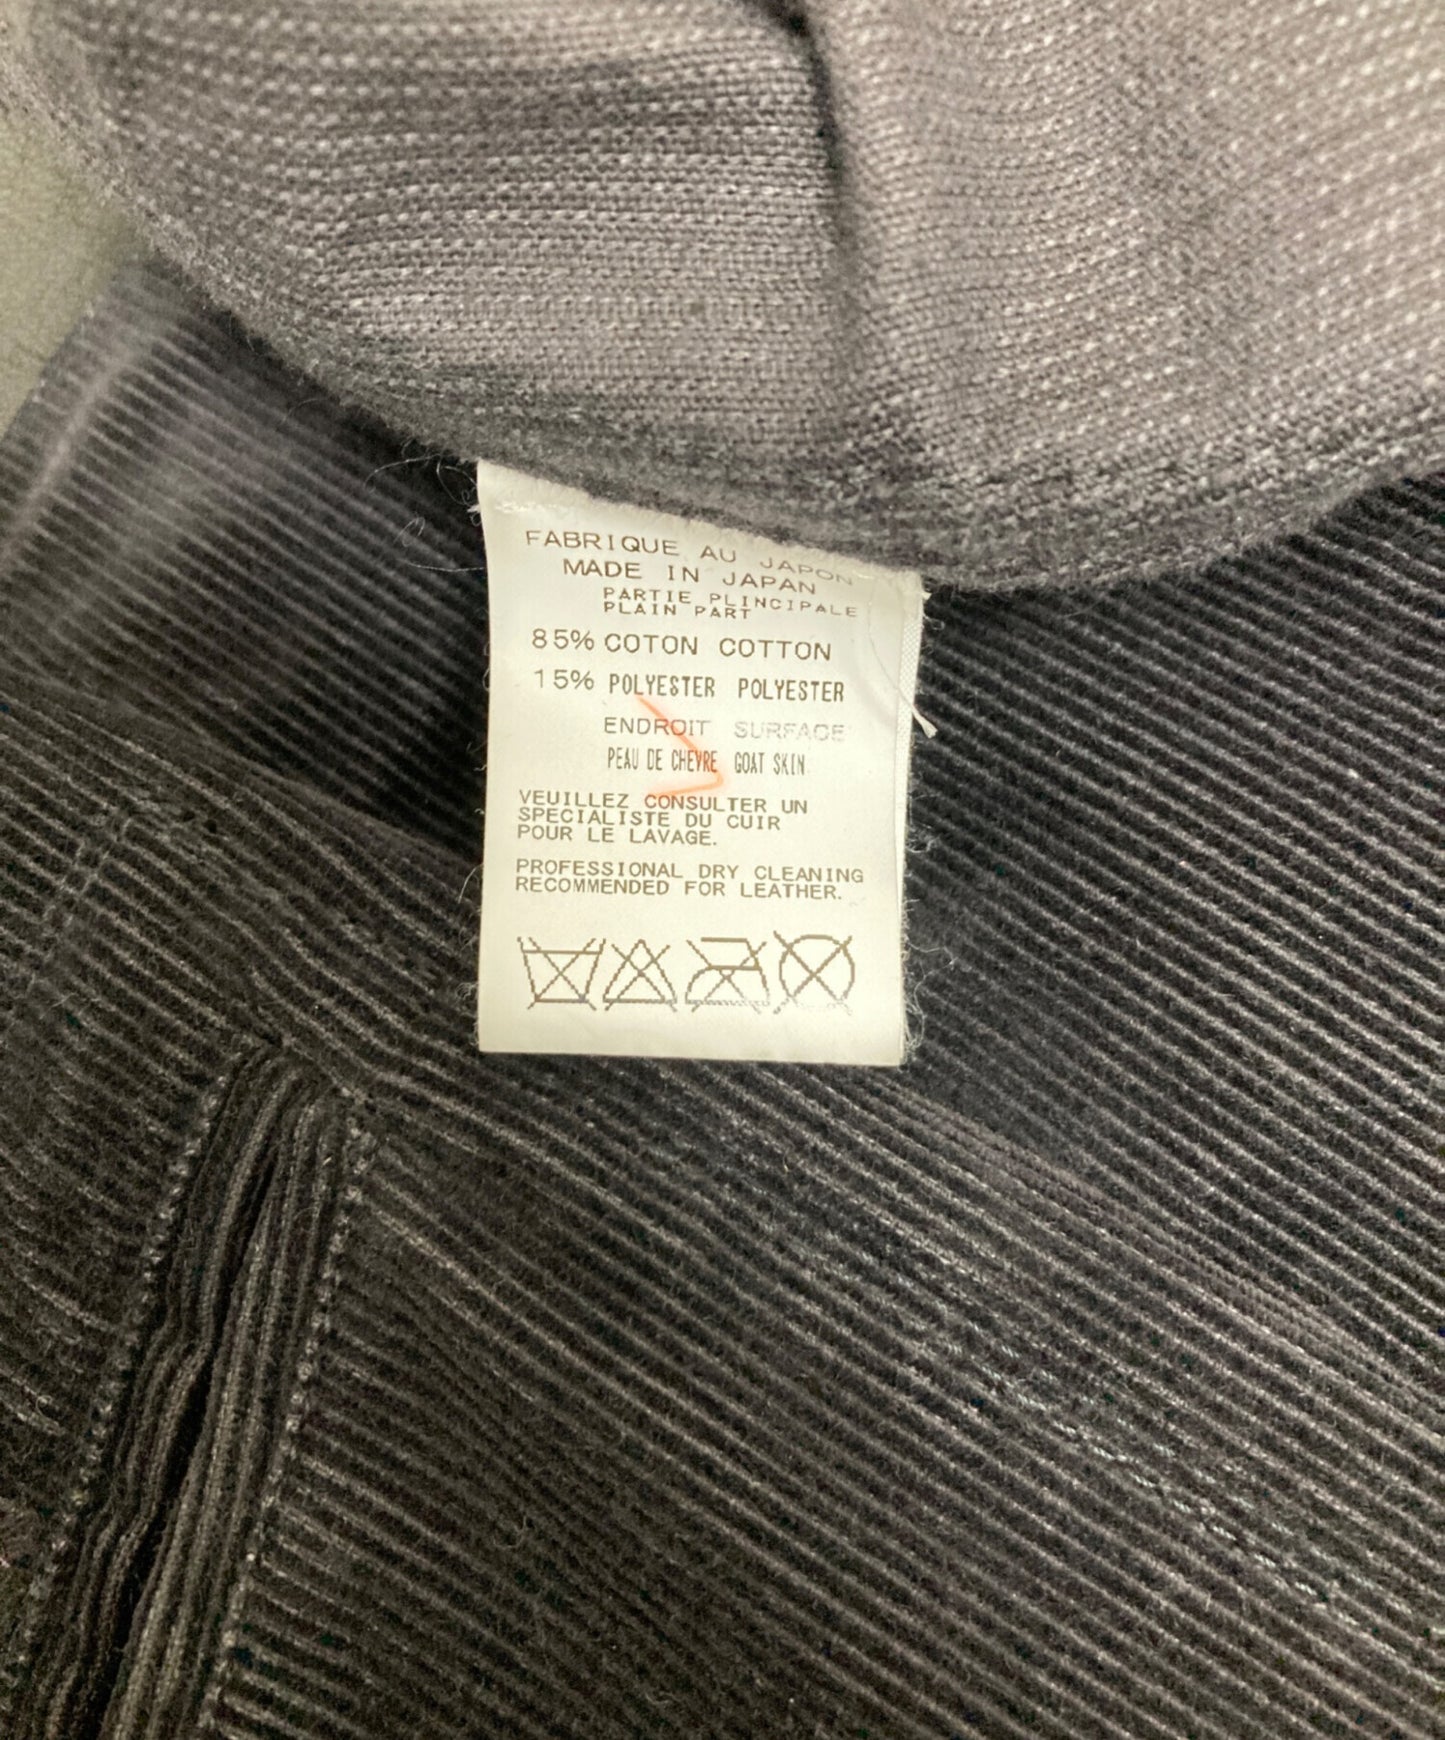 FABRIQUE AU JAPON
MADE IN JAPAN
PARTIE PLINCIPALE
PLAIN PART
85% COTON COTTON
15% POLYESTER POLYESTER
ENDROIT SURFACE
PEAU DE CHEVRE GOAT SKIN
VEUILLEZ CONSULTER UN
SPECIALISTE DU CUIR
POUR LE LAVAGE.
PROFESSIONAL DRY CLEANING
RECOMMENDED FOR LEATHER.